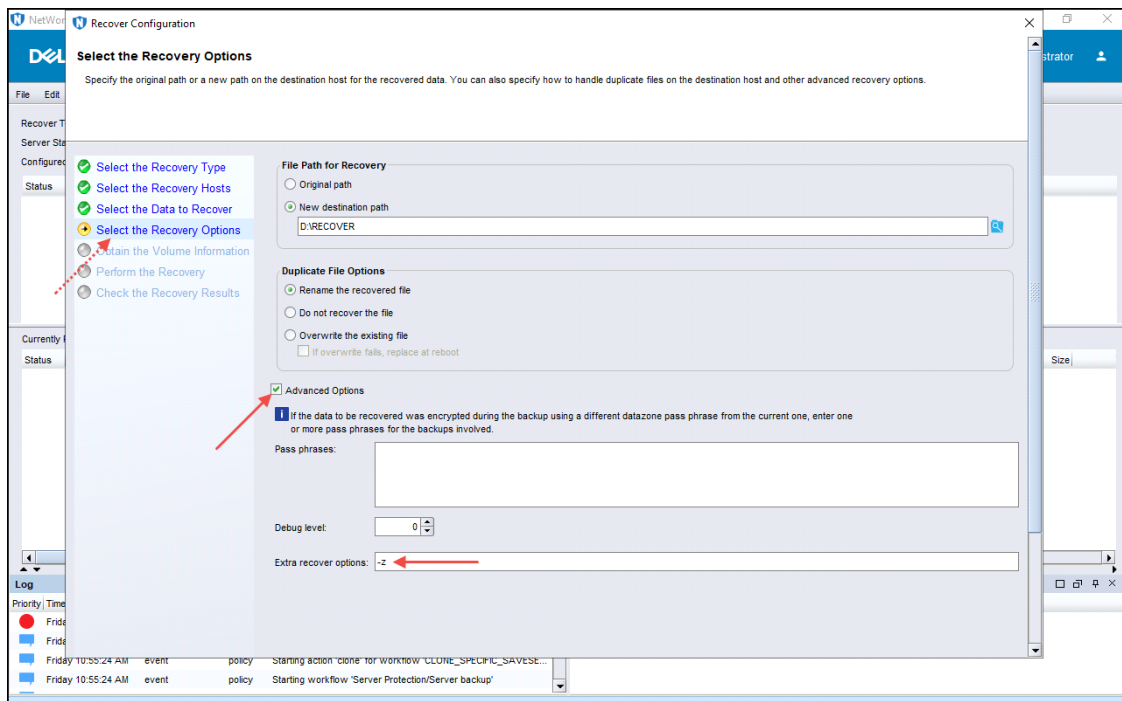 NetWor
Recover Configuration
DELL
strator
Select the Recovery Options
Specify the original path or a new path on the destination host for the recovered data. You can also specify how to handle duplicate files on the destination host and other advanced recovery options.
File Edit
Recover T
Server Sta
Configured
Status
Select the Recovery Type
Select the Recovery Hosts
Select the Data to Recover
Select the Recovery Options
Obtain the Volume Information
Perform the Recovery
Check the Recovery Results
File Path for Recovery
Original path
New destination path
D:\RECOVER
Duplicate File Options
Rename the recovered file
Do not recover the file
Overwrite the existing file
If overwrite fails, replace at reboot
Currently
Status
Size
Advanced Options
If the data to be recovered was encrypted during the backup using a different datazone pass phrase from the current one, enter one
or more pass phrases for the backups involved.
Pass phrases:
Debug level: 0
Extra recover options: -z
Log
Priority Time
Frida
Frida
Friday 10:55:24 AM event policy Starting action 'clone' for workflow 'CLONE_SPECIFIC_SAVESE...
Friday 10:55:24 AM event policy Starting workflow 'Server Protection/Server backup'